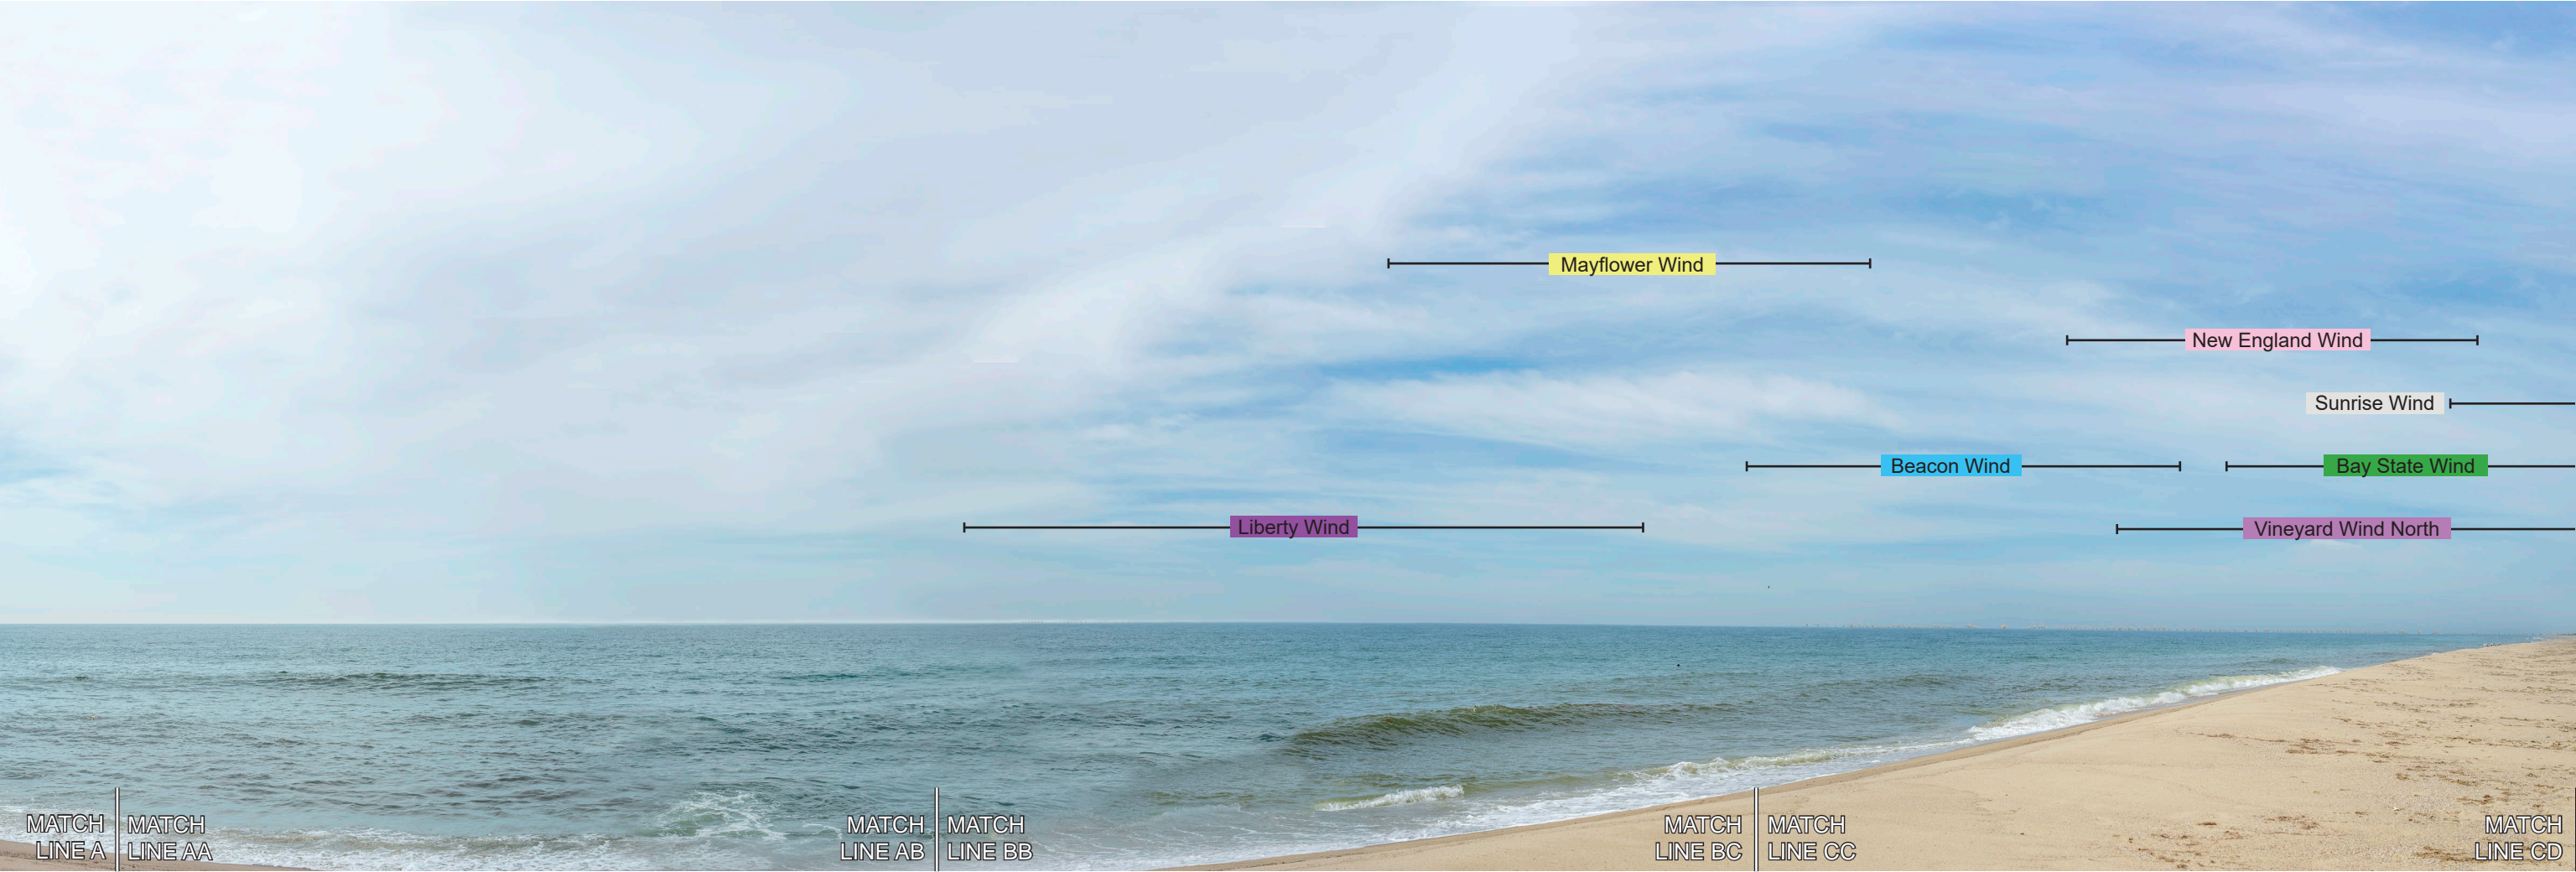 Mayflower Wind
New England Wind
Sunrise Wind
Beacon Wind
Bay State Wind
Liberty Wind
Vineyard Wind North
MATCH
LINE A
MATCH
LINE AA
MATCH
LINE AB
MATCH
LINE BB
MATCH
LINE BC
MATCH
LINE CC
MATCH
LINE CD